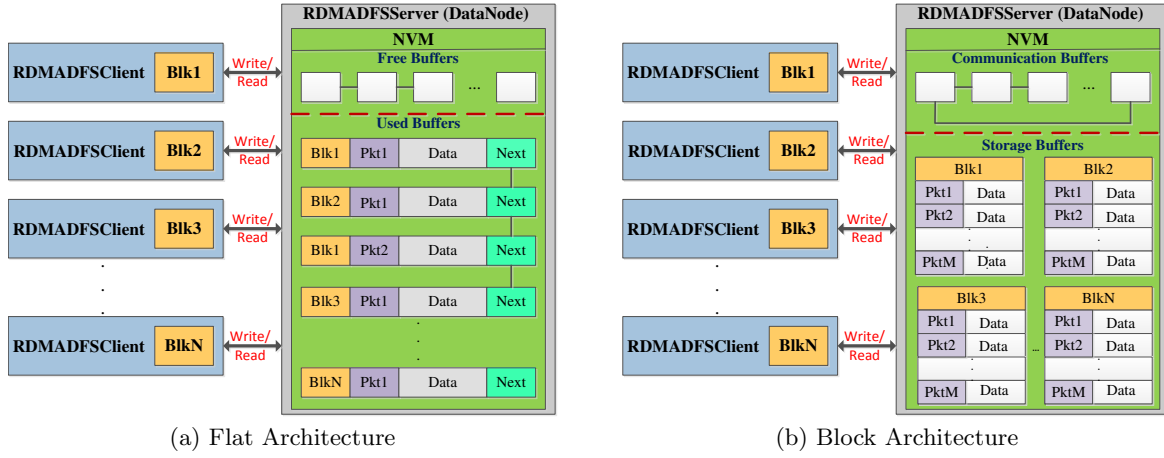 RDMADFSServer (DataNode)
NVM
Free Buffers
...
Used Buffers
Blk1 Pkt1 Data Next
Blk2 Pkt1 Data Next
Blk1 Pkt2 Data Next
Blk3 Pkt1 Data Next
BlkN Pkt1 Data Next
RDMADFSClient Blk1
Write/
Read
RDMADFSClient Blk2
Write/
Read
RDMADFSClient Blk3
Write/
Read
RDMADFSClient BlkN
Write/
Read
(a) Flat Architecture
RDMADFSServer (DataNode)
NVM
Communication Buffers
...
Storage Buffers
Blk1
Pkt1 Data
Pkt2 Data
PktM Data
Blk2
Pkt1 Data
Pkt2 Data
PktM Data
Blk3
Pkt1 Data
Pkt2 Data
PktM Data
...
BlkN
Pkt1 Data
Pkt2 Data
PktM Data
RDMADFSClient Blk1
Write/
Read
RDMADFSClient Blk2
Write/
Read
RDMADFSClient Blk3
Write/
Read
RDMADFSClient BlkN
Write/
Read
(b) Block Architecture